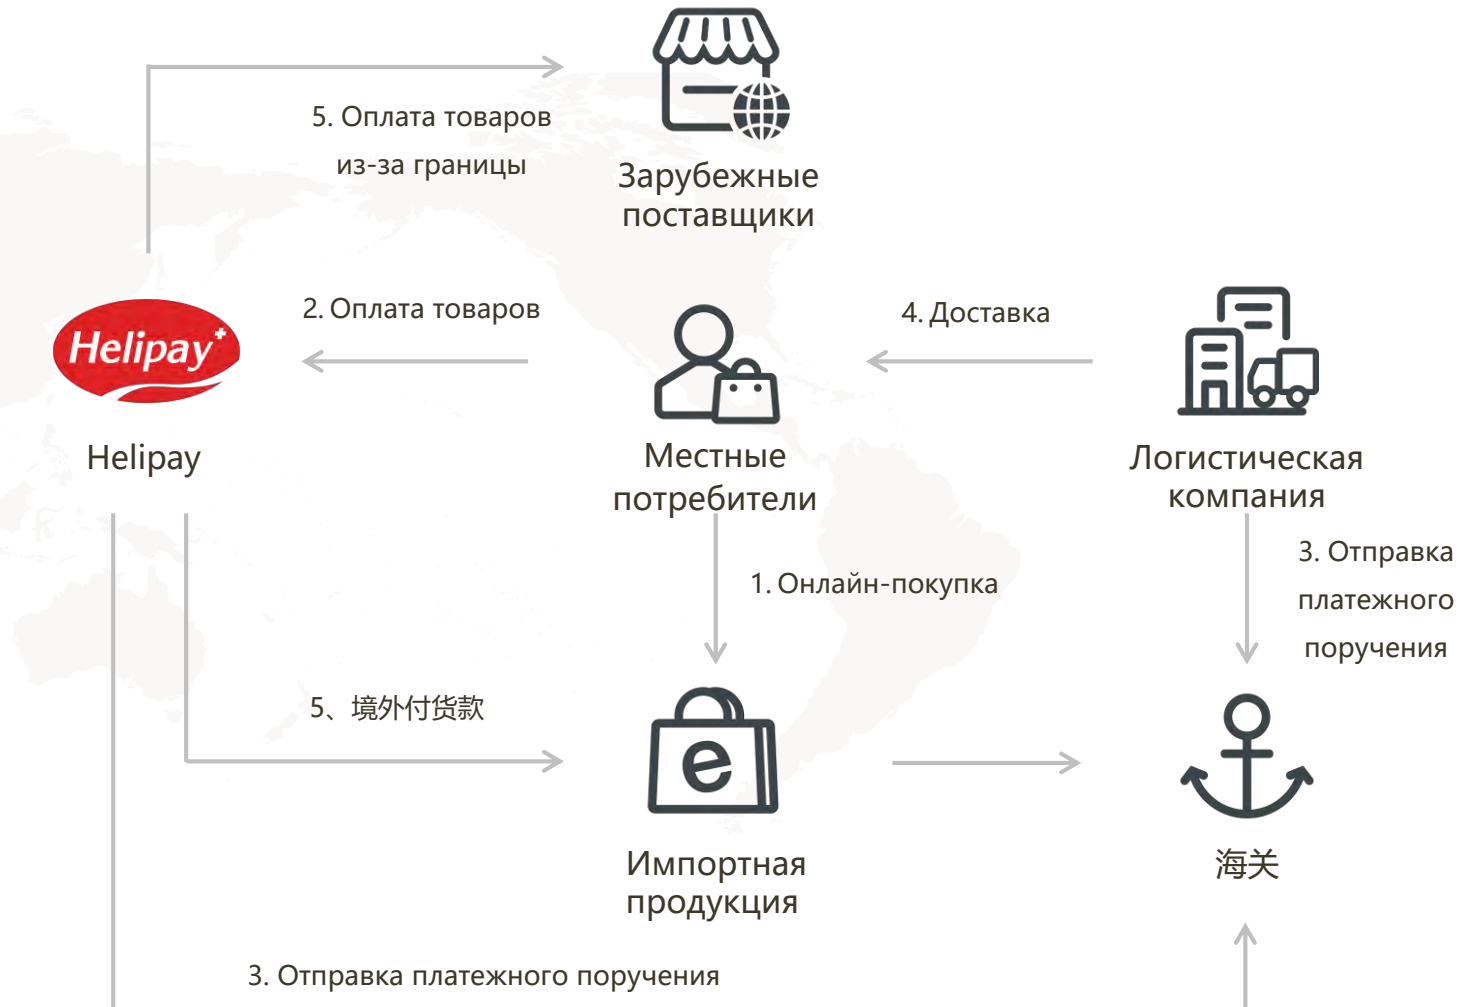 5. Оплата товаров
из-за границы
Зарубежные
поставщики
2. Оплата товаров
4. Доставка
Helipay+
Helipay
Местные
потребители
Логистическая
компания
3. Отправка
платежного
поручения
1. Онлайн-покупка
5、境外付货款
e
Импортная
продукция
海关
3. Отправка платежного поручения